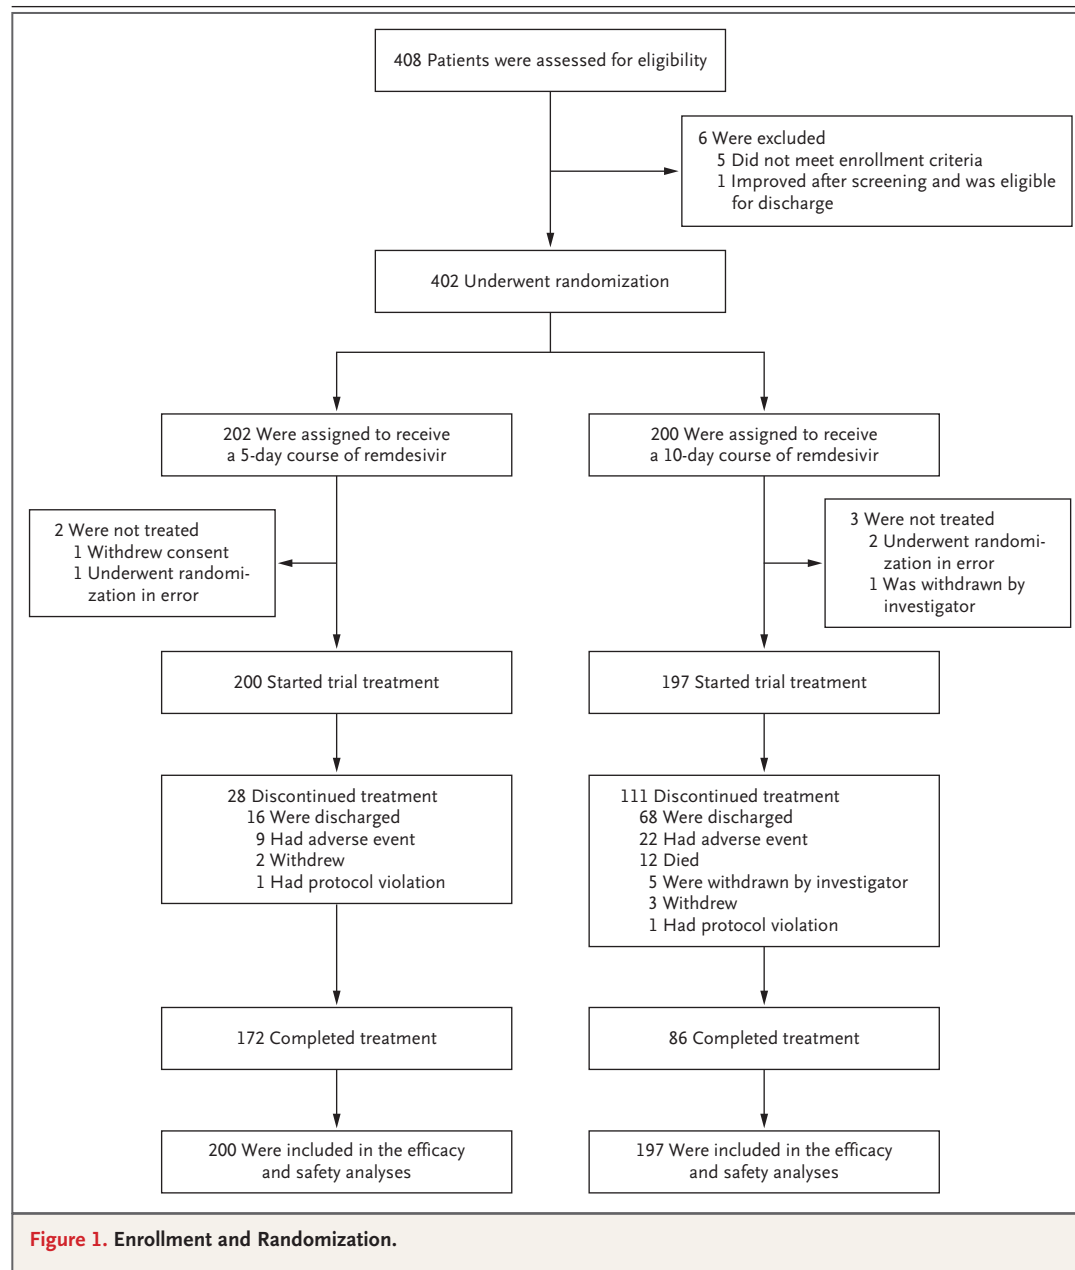 408 Patients were assessed for eligibility
6 Were excluded
5 Did not meet enrollment criteria
1 Improved after screening and was eligible
for discharge
402 Underwent randomization
202 Were assigned to receive
a 5-day course of remdesivir
200 Were assigned to receive
a 10-day course of remdesivir
2 Were not treated
1 Withdrew consent
1 Underwent randomi-
zation in error
3 Were not treated
2 Underwent randomi-
zation in error
1 Was withdrawn by
investigator
200 Started trial treatment
197 Started trial treatment
28 Discontinued treatment
16 Were discharged
9 Had adverse event
2 Withdrew
1 Had protocol violation
111 Discontinued treatment
68 Were discharged
22 Had adverse event
12 Died
5 Were withdrawn by investigator
3 Withdrew
1 Had protocol violation
172 Completed treatment
86 Completed treatment
200 Were included in the efficacy
and safety analyses
197 Were included in the efficacy
and safety analyses
Figure 1. Enrollment and Randomization.